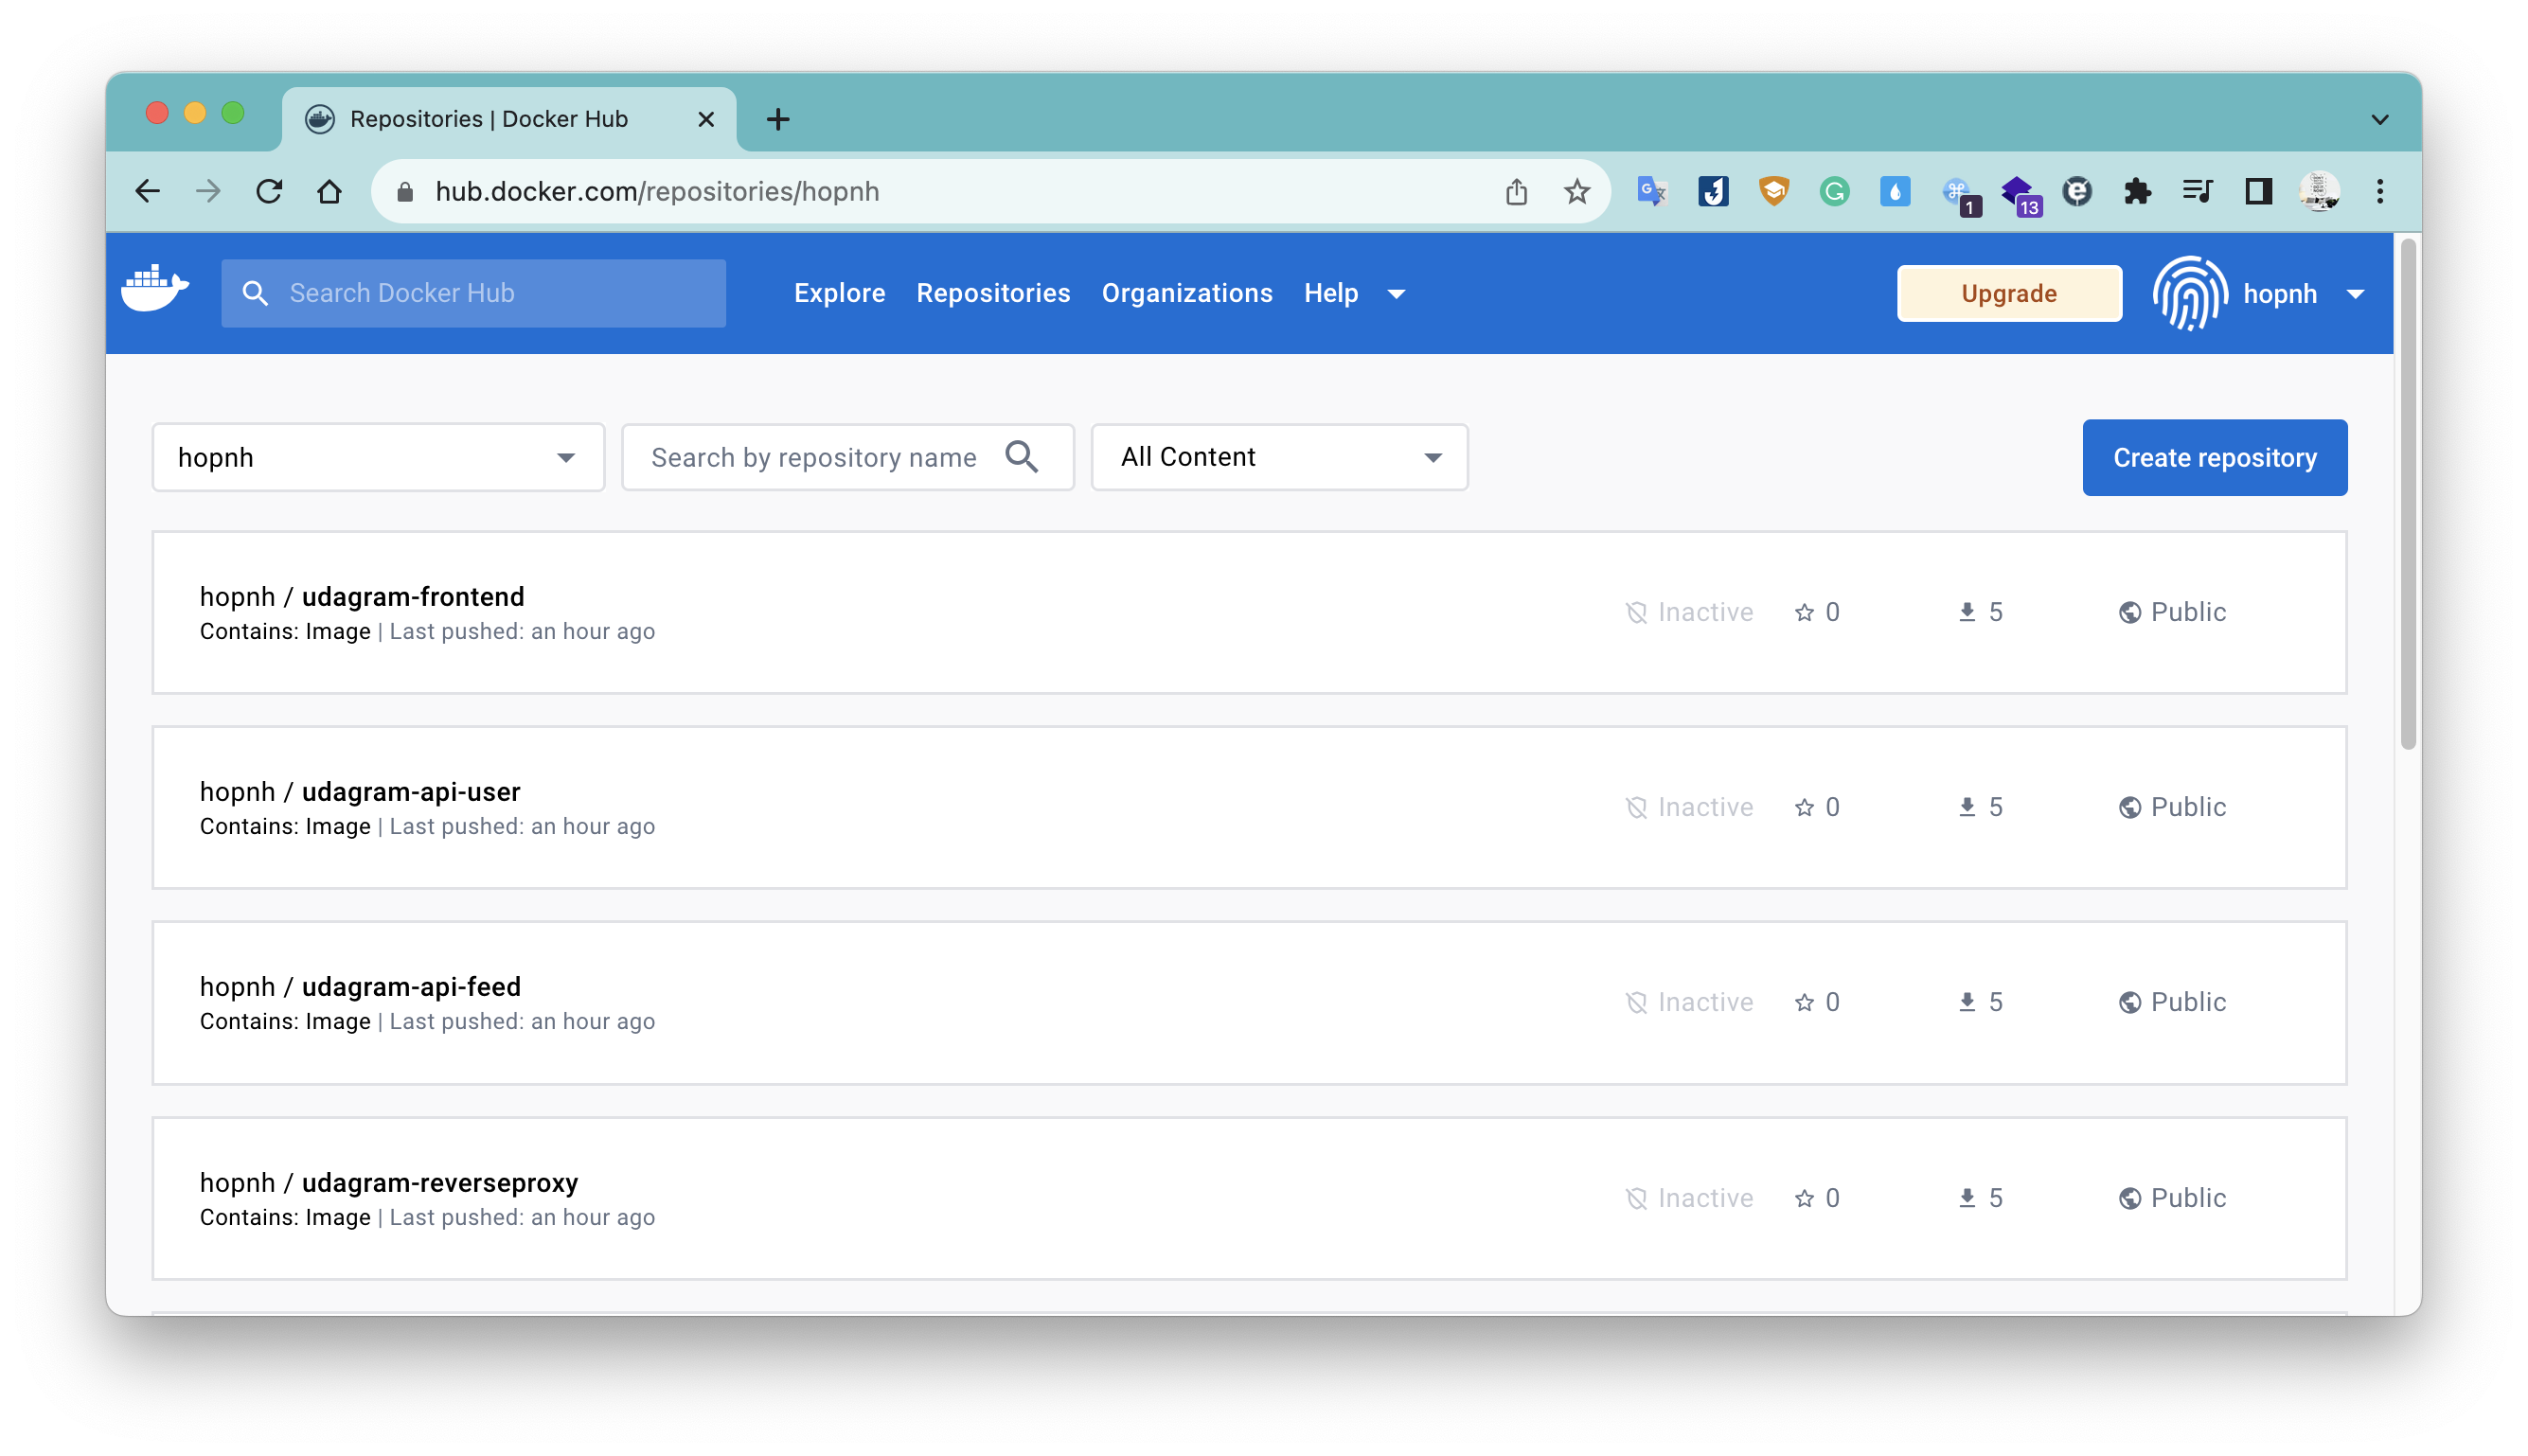 Repositories | Docker Hub
hub.docker.com/repositories/hopnh
1
13
Search Docker Hub
Explore Repositories Organizations Help
Upgrade
hopnh
hopnh
Search by repository name
All Content
Create repository
hopnh / udagram-frontend
Contains: Image | Last pushed: an hour ago
Inactive 0 5 Public
hopnh / udagram-api-user
Contains: Image | Last pushed: an hour ago
Inactive 0 5 Public
hopnh / udagram-api-feed
Contains: Image | Last pushed: an hour ago
Inactive 0 5 Public
hopnh / udagram-reverseproxy
Contains: Image | Last pushed: an hour ago
Inactive 0 5 Public